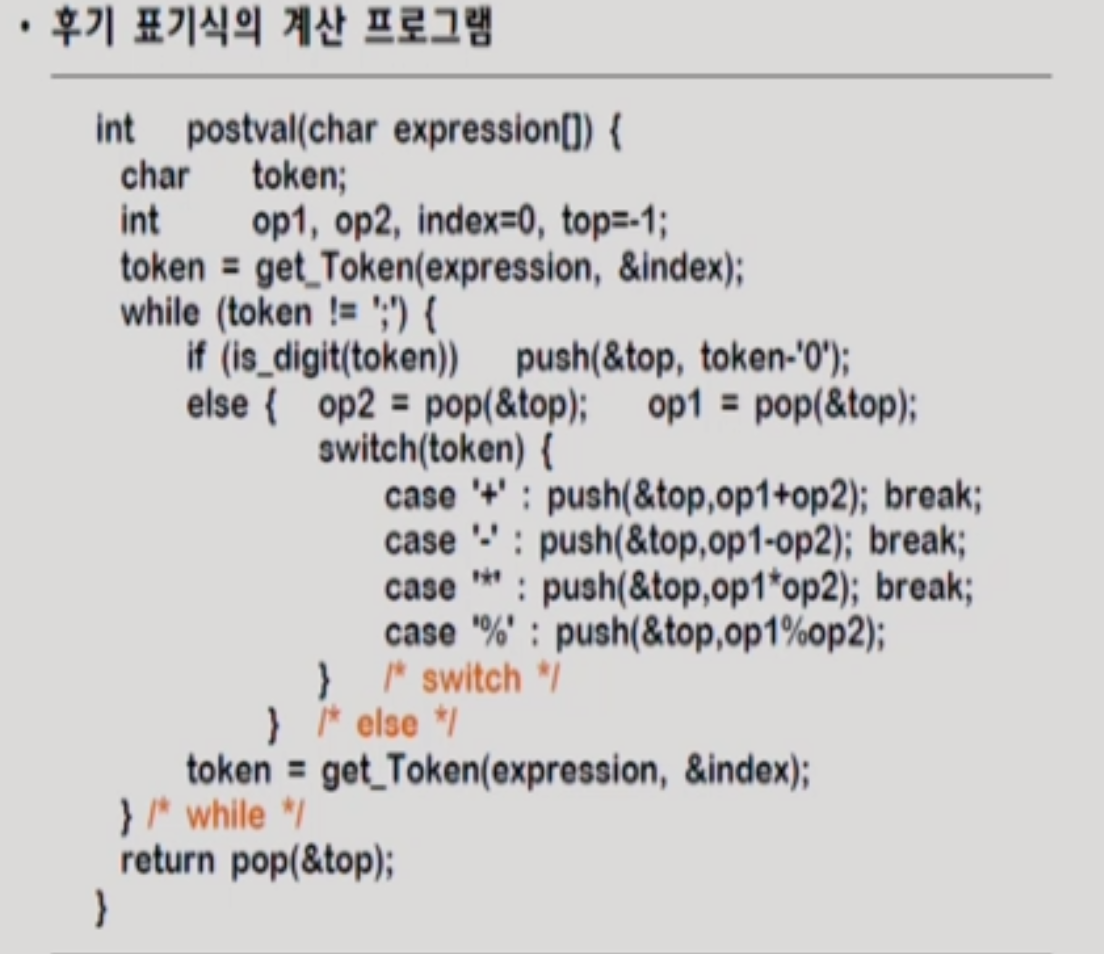 • 후기 표기식의 계산 프로그램
int postval(char expression[]) {
char token;
int op1, op2, index=0, top=-1;
token = get_Token(expression, &index);
while (token != ';') {
if (is_digit(token)) push(&top, token-'0');
else { op2 = pop(&top); op1 = pop(&top);
switch(token) {
case '+' : push(&top,op1+op2); break;
case '-' : push(&top,op1-op2); break;
case '*' : push(&top,op1*op2); break;
case '%' : push(&top,op1%op2);
} /* switch */
} /* else */
token = get_Token(expression, &index);
} /* while */
return pop(&top);
}